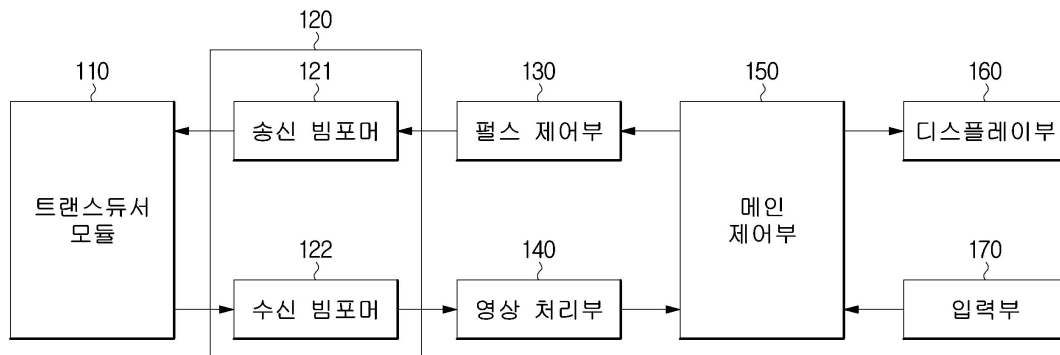 120
110
121
130
150
160
송신 빔포머
펄스 제어부
디스플레이부
트랜스듀서
모듈
메인
제어부
122
140
170
수신 빔포머
영상 처리부
입력부